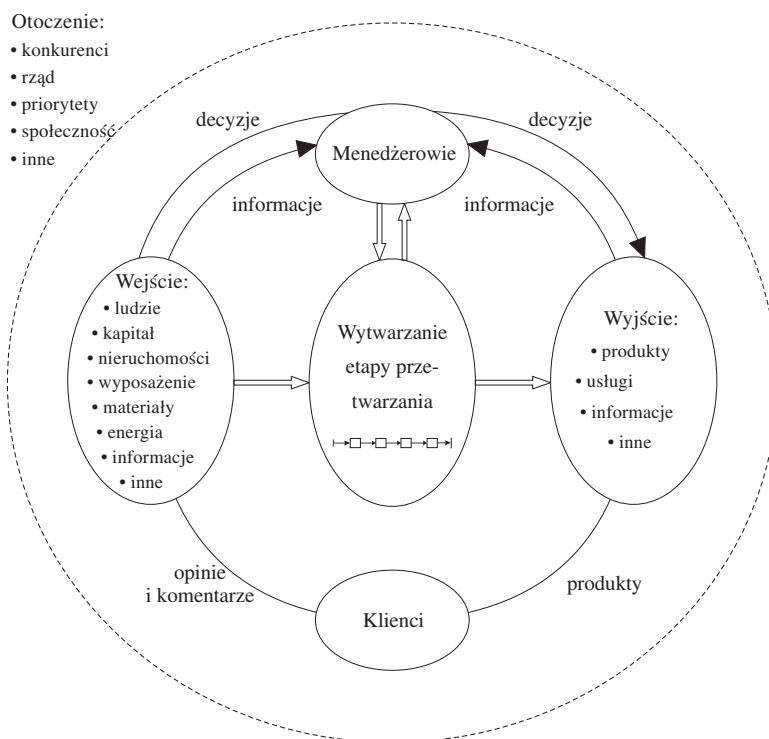 Otoczenie:
• konkurenci
• rząd
• priorytety
• społeczność
• inne
decyzje
decyzje
Menedżerowie
informacje
informacje
Wejście:
• ludzie
• kapitał
• nieruchomości
• wyposażenie
• materiały
• energia
• informacje
• inne
Wytwarzanie
etapy prze-
twarzania
Wyjście:
• produkty
• usługi
• informacje
• inne
opinie
i komentarze
Klienci
produkty